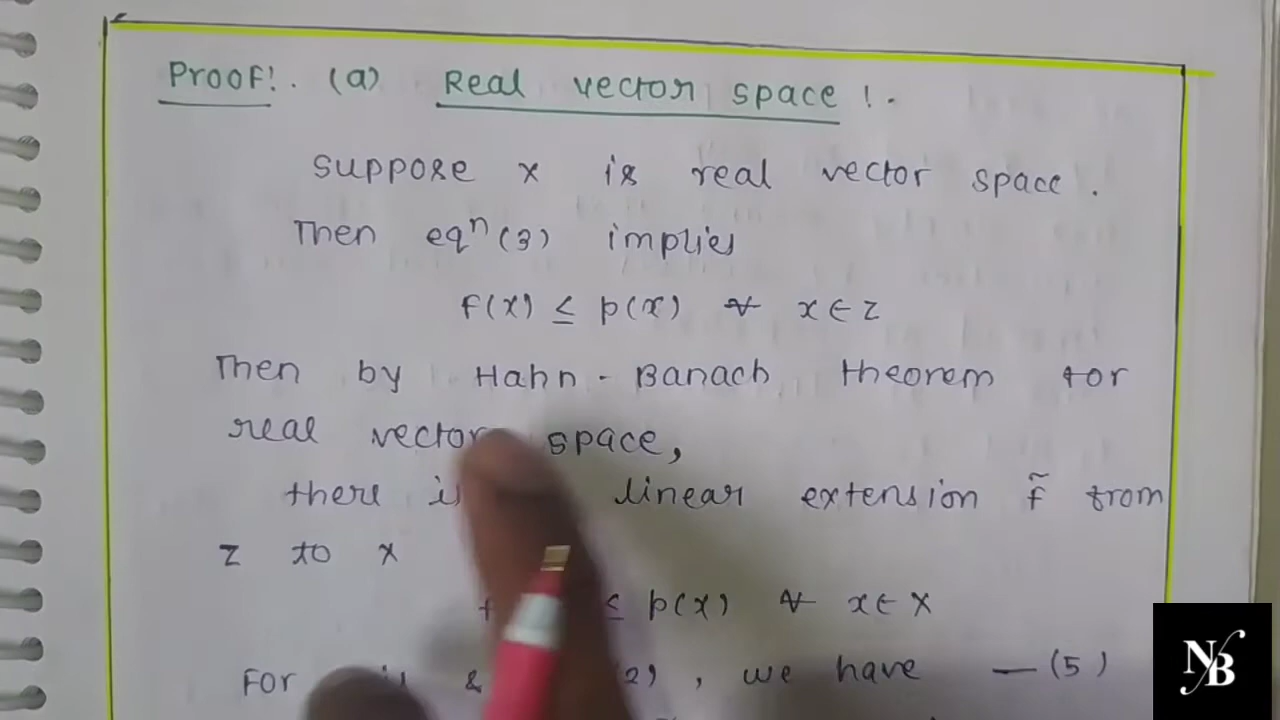 Proof:- (a) Real vector space :-
Suppose X is real vector space.
Then eqⁿ(3) implies
f(x) ≤ p(x) ∀ x ∈ Z
Then by Hahn-Banach theorem for
real vector space,
there linear extension f̃ from
Z to X
≤ p(x) ∀ x ∈ X
For & 2) , we have —(5)
NB